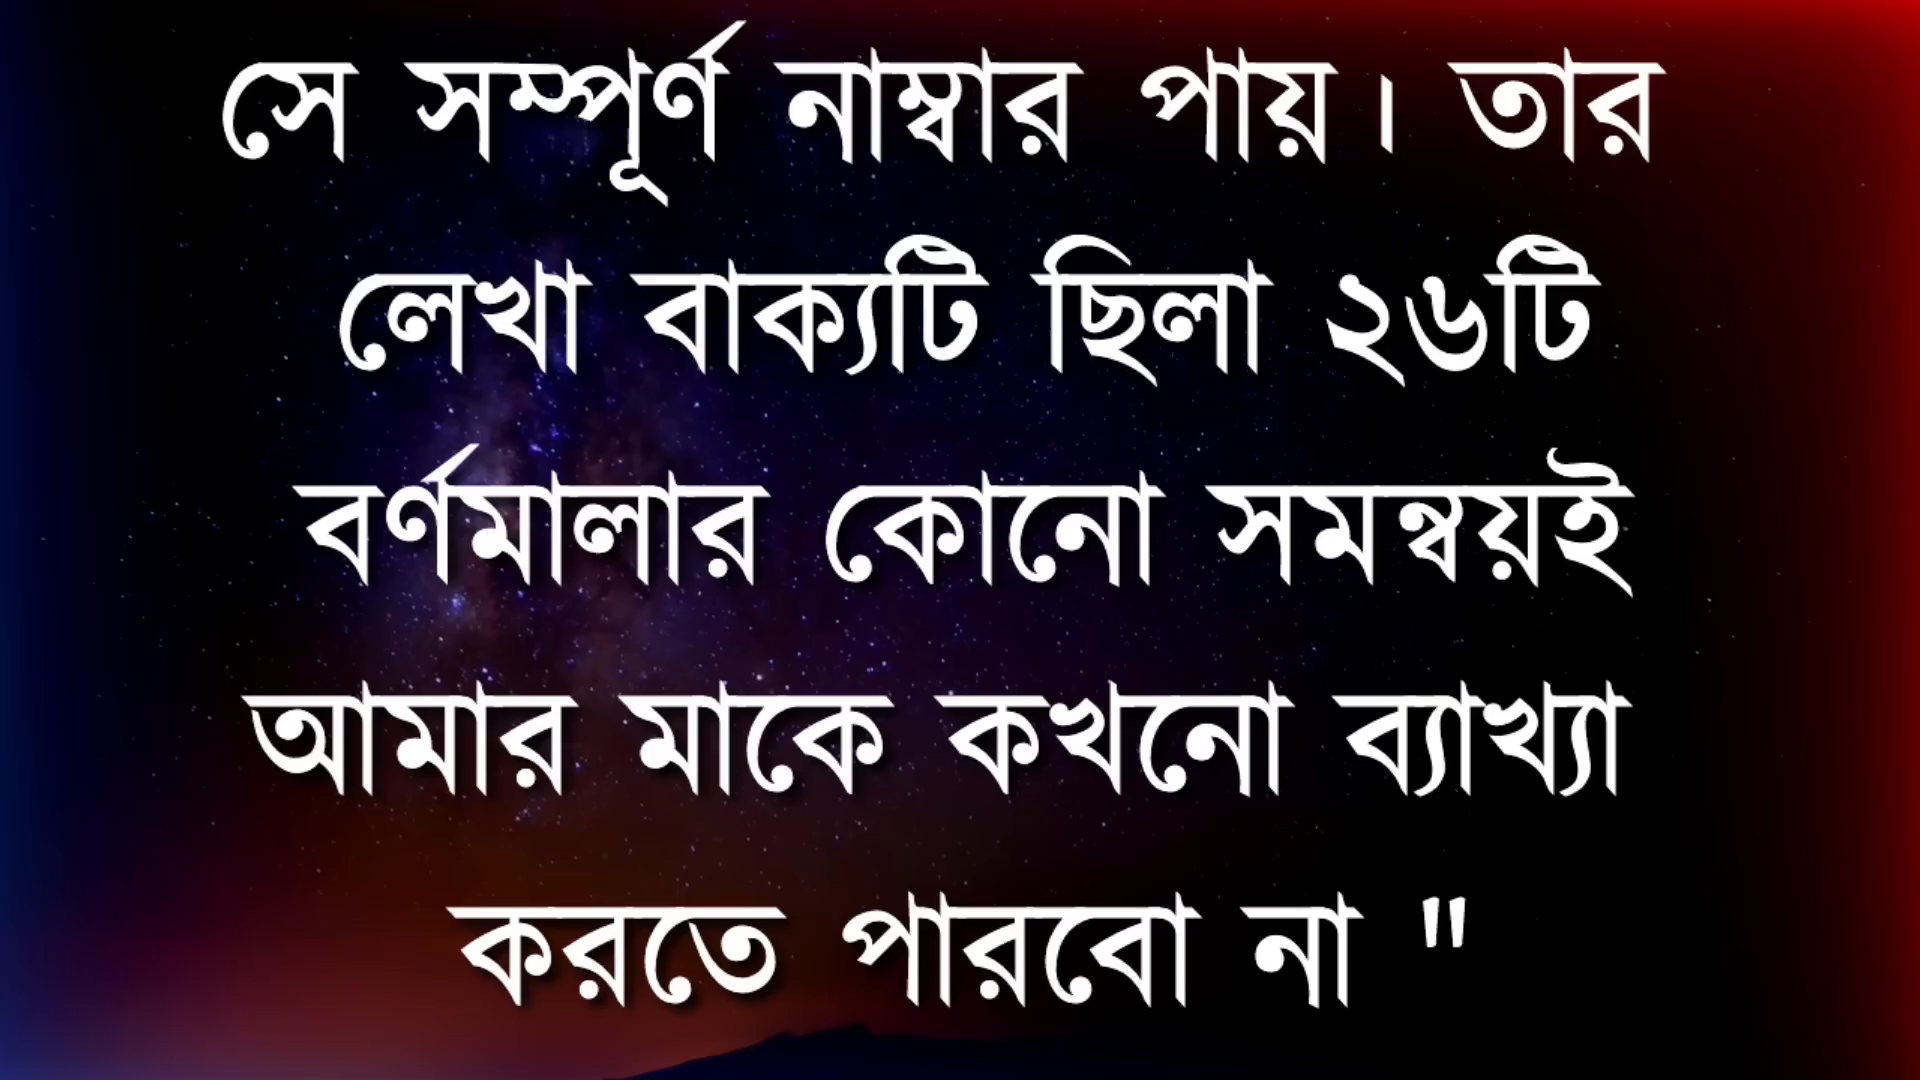 সে সম্পূর্ণ নাম্বার পায়। তার
লেখা বাক্যটি ছিলা ২৬টি
বর্ণমালার কোনো সমন্বয়ই
আমার মাকে কখনো ব্যাখ্যা
করতে পারবো না "